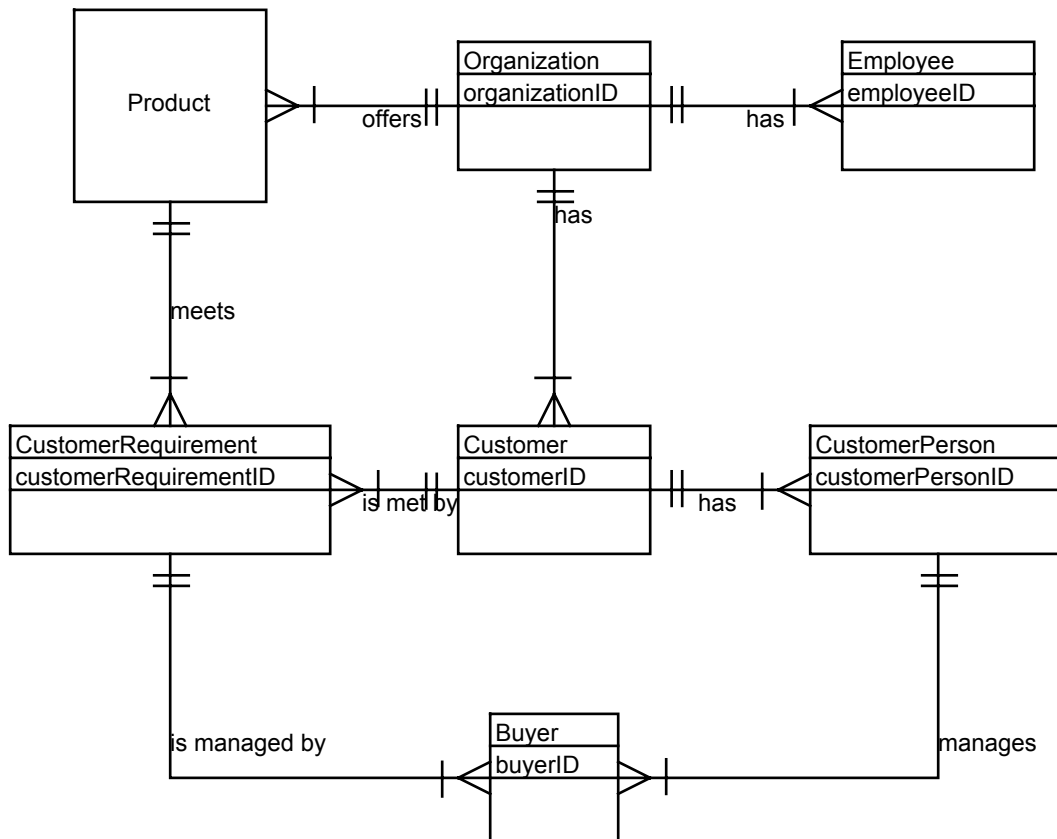 Product
offers
Organization
organizationID
has
Employee
employeeID
has
meets
CustomerRequirement
customerRequirementID
is met by
Customer
customerID
has
CustomerPerson
customerPersonID
is managed by
Buyer
buyerID
manages